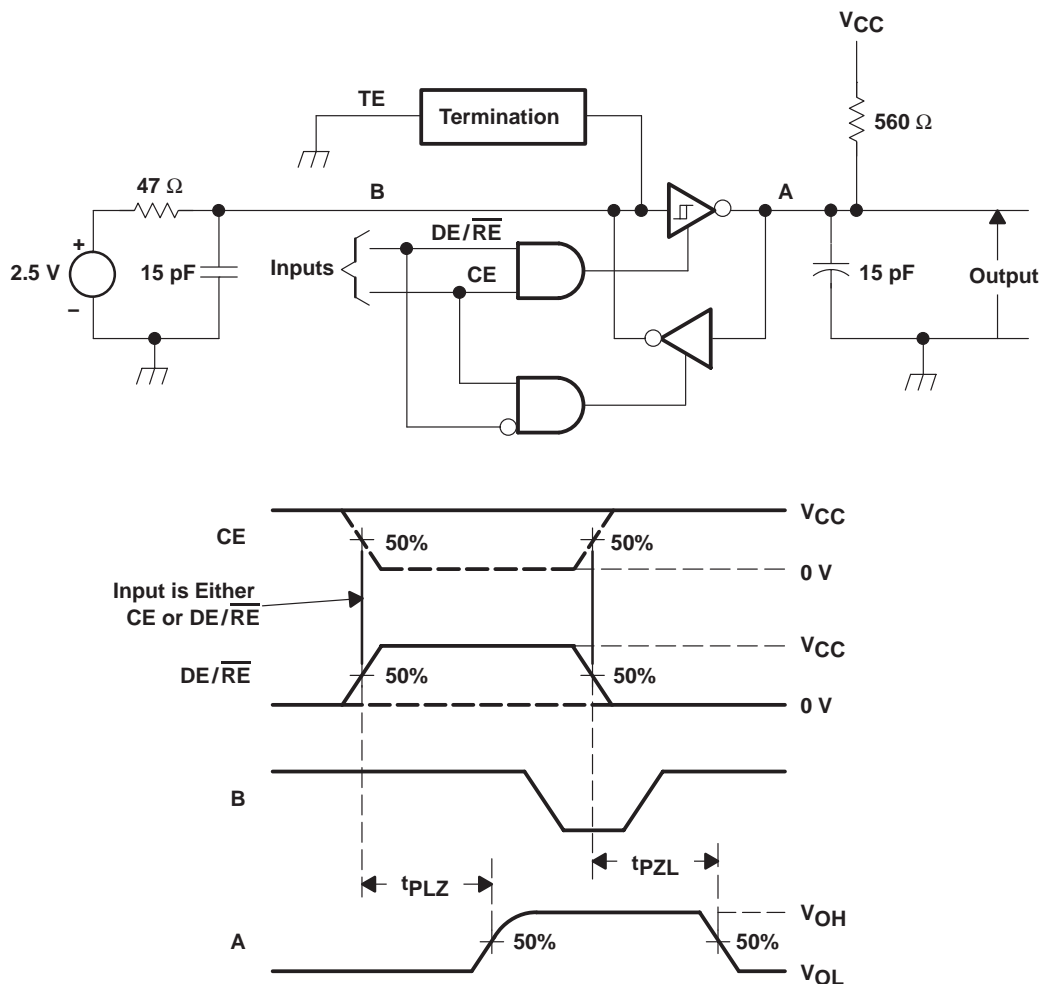 VCC
TE
Termination
560 Ω
47 Ω
B
A
DE/RE
+
2.5 V
−
15 pF
Inputs
CE
15 pF
Output
CE
50%
50%
VCC
0 V
Input is Either
CE or DE/RE
DE/RE
50%
50%
VCC
0 V
B
tPLZ
tPZL
A
50%
50%
VOH
VOL